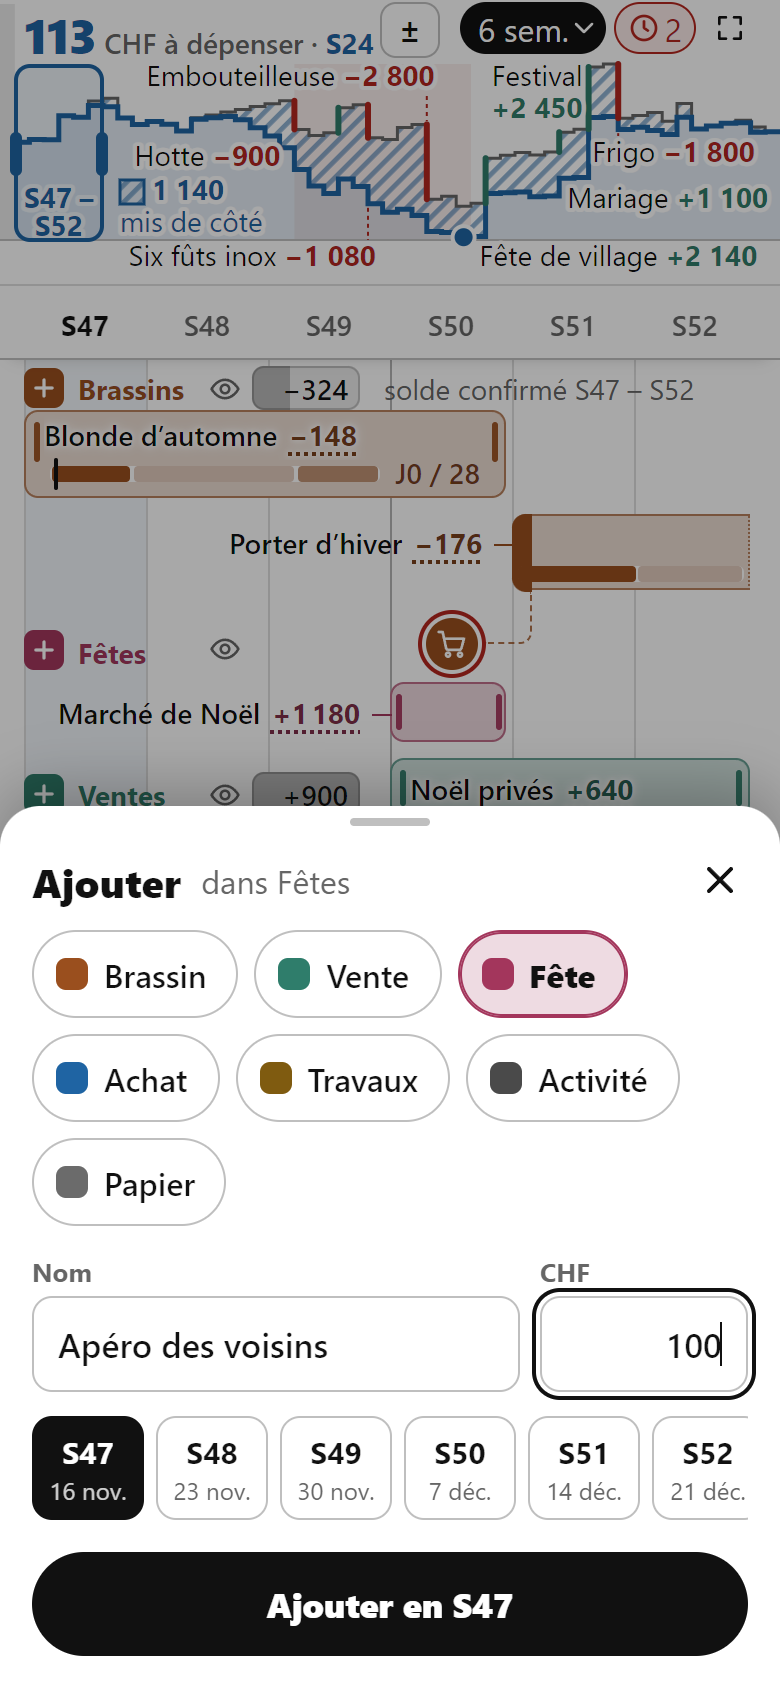 113 CHF à dépenser · S24 ± 6 sem. 2
Embouteilleuse −2 800 Festival
+2 450
Hotte −900 Frigo −1 800
1 140
S47 –
S52
mis de côté
Mariage +1 100
Six fûts inox −1 080 Fête de village +2 140
S47 S48 S49 S50 S51 S52
Brassins −324 solde confirmé S47 – S52
Blonde d’automne −148
J0 / 28
Porter d’hiver −176
Fêtes
Marché de Noël +1 180
Ventes +900 Noël privés +640
Ajouter dans Fêtes
Brassin Vente Fête
Achat Travaux Activité
Papier
Nom CHF
Apéro des voisins 100
S47 S48 S49 S50 S51 S52
16 nov. 23 nov. 30 nov. 7 déc. 14 déc. 21 déc.
Ajouter en S47